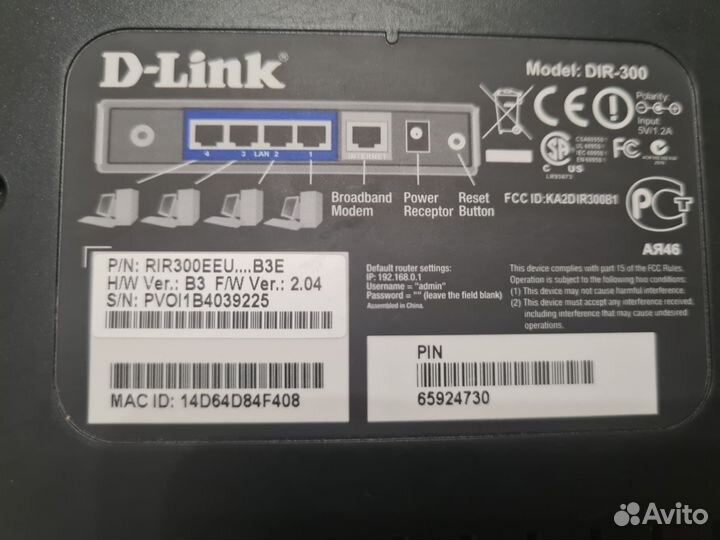 D-Link
Model: DIR-300
Polarity:
Input:
5V/1.2A
4 3 LAN 2 1
INTERNET
Broadband
Modem
Power
Receptor
Reset
Button
C US
FC
FCC ID:KA2DIR300B1
АЯ46
P/N: RIR300EEU....B3E
H/W Ver.: B3 F/W Ver.: 2.04
S/N: PVOI1B4039225
MAC ID: 14D64D84F408
Default router settings:
IP: 192.168.0.1
Username = "admin"
Password = "" (leave the field blank)
Assembled in China.
This device complies with part 15 of the FCC Rules.
Operation is subject to the following two conditions:
(1) This device may not cause harmful interference.
(2) This device must accept any interference received,
including interference that may cause undesired
operation.
PIN
65924730
Avito